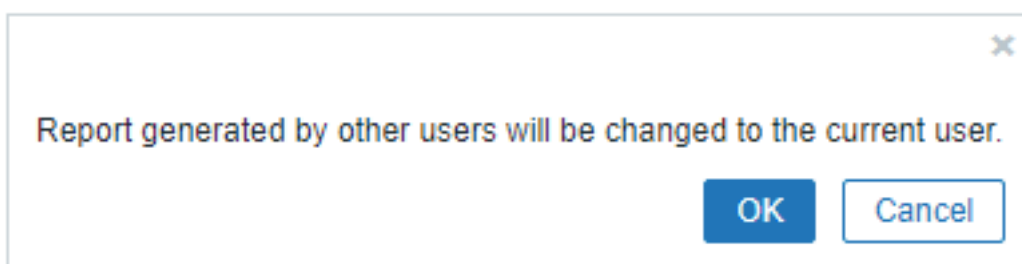 Report generated by other users will be changed to the current user.
OK Cancel